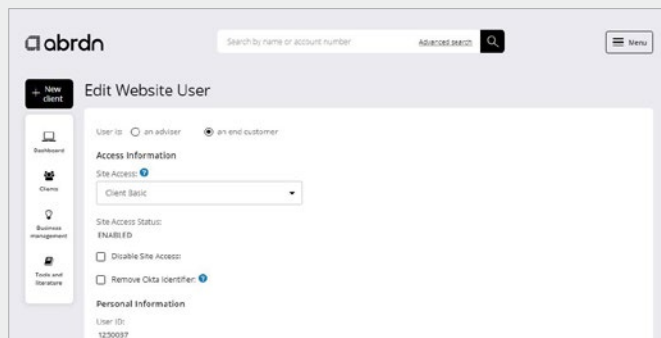 abrdn
Search by name or account number
Advanced search
Menu
+ New client
Edit Website User
Dashboard
Clients
Business management
Tools and literature
User is: an adviser an end customer
Access Information
Site Access:
Client Basic
Site Access Status:
ENABLED
Disable Site Access:
Remove Okta Identifier:
Personal Information
User ID:
1250037